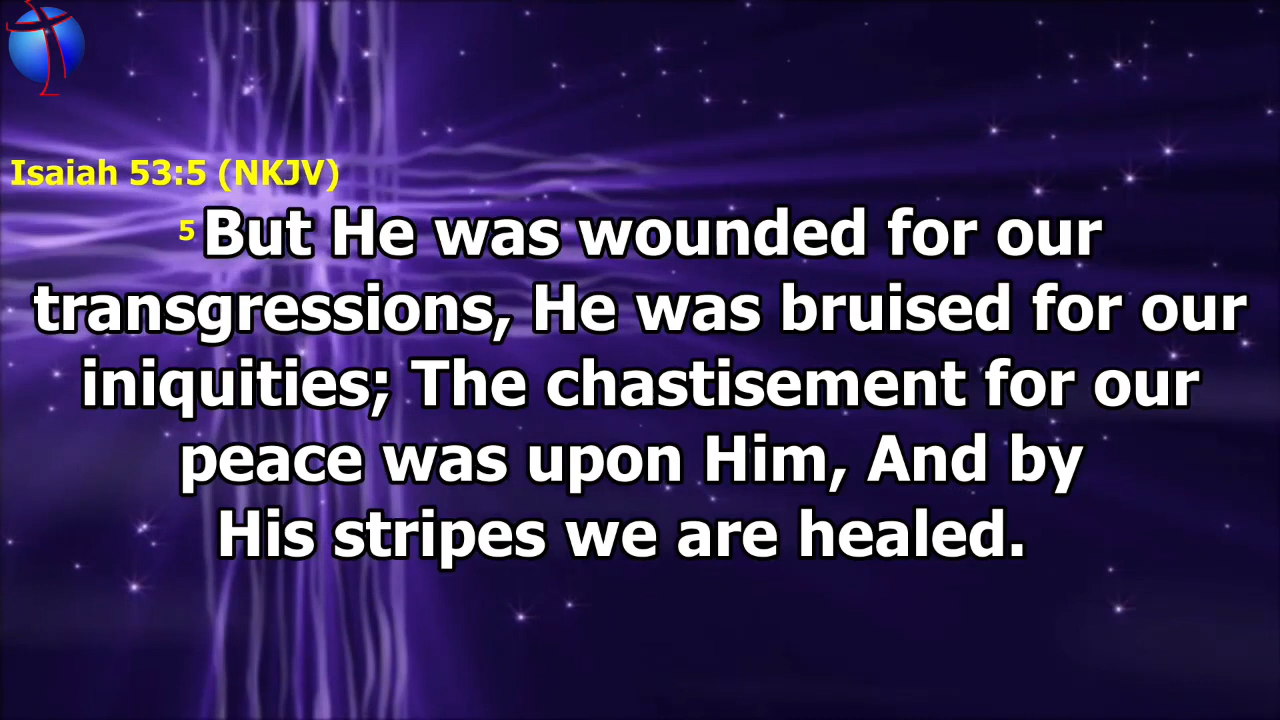 Isaiah 53:5 (NKJV)
5 But He was wounded for our
transgressions, He was bruised for our
iniquities; The chastisement for our
peace was upon Him, And by
His stripes we are healed.